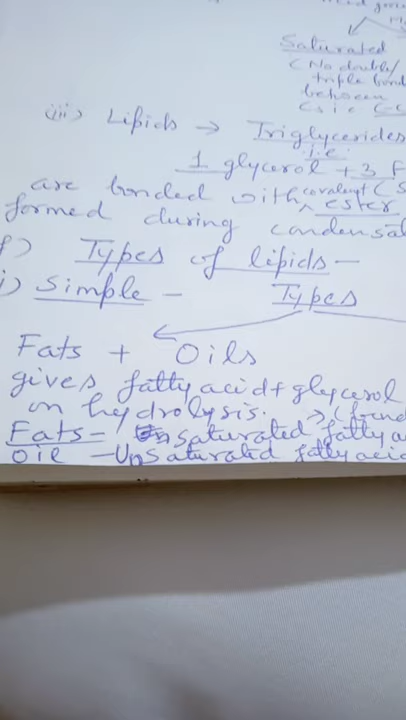 Saturated
(No double/
triple bond
between
Cs i.e C-C
iii) Lipids → Triglycerides
i.e.
1 glycerol + 3 F
are bonded with covalent (S
ester
formed during condensa
f) Types of lipids -
i) Simple - Types
Fats + Oils
gives fatty acid + glycerol
on hydrolysis. → (foun
Fats - saturated fatty a
Oil - Unsaturated fatty acid